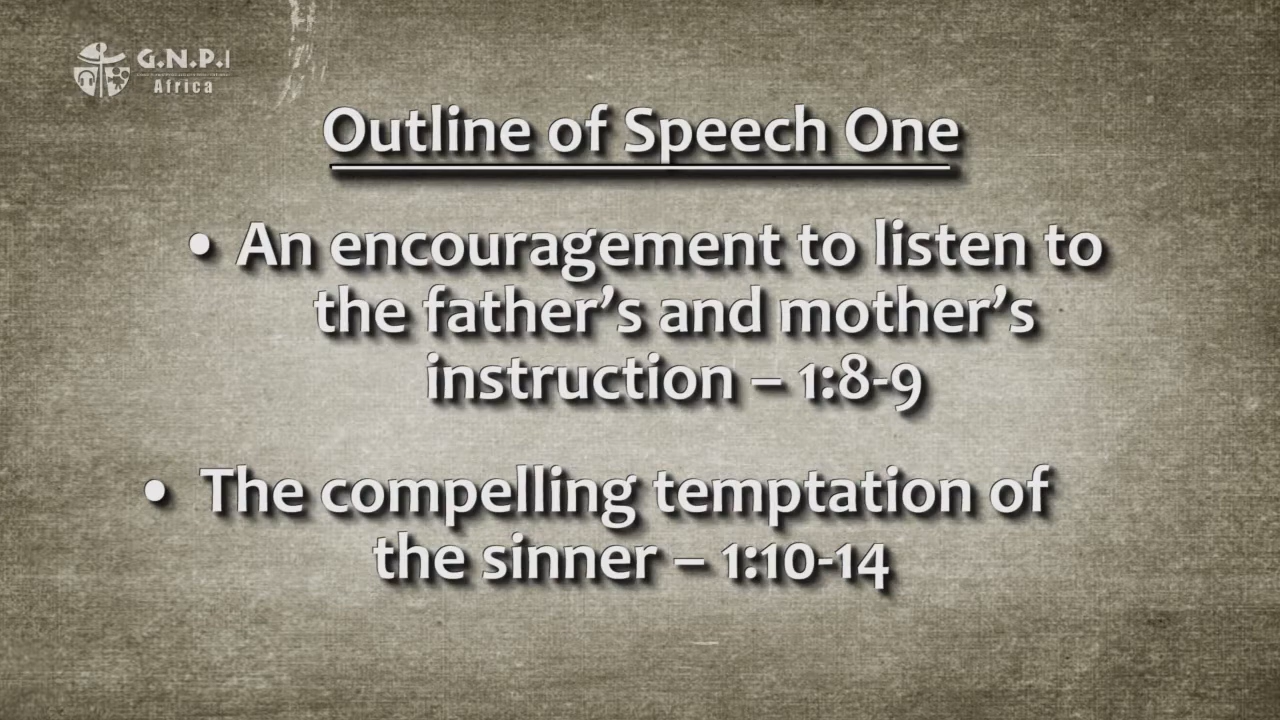 G.N.P.I
Africa
Outline of Speech One
• An encouragement to listen to
the father’s and mother’s
instruction – 1:8-9
• The compelling temptation of
the sinner – 1:10-14